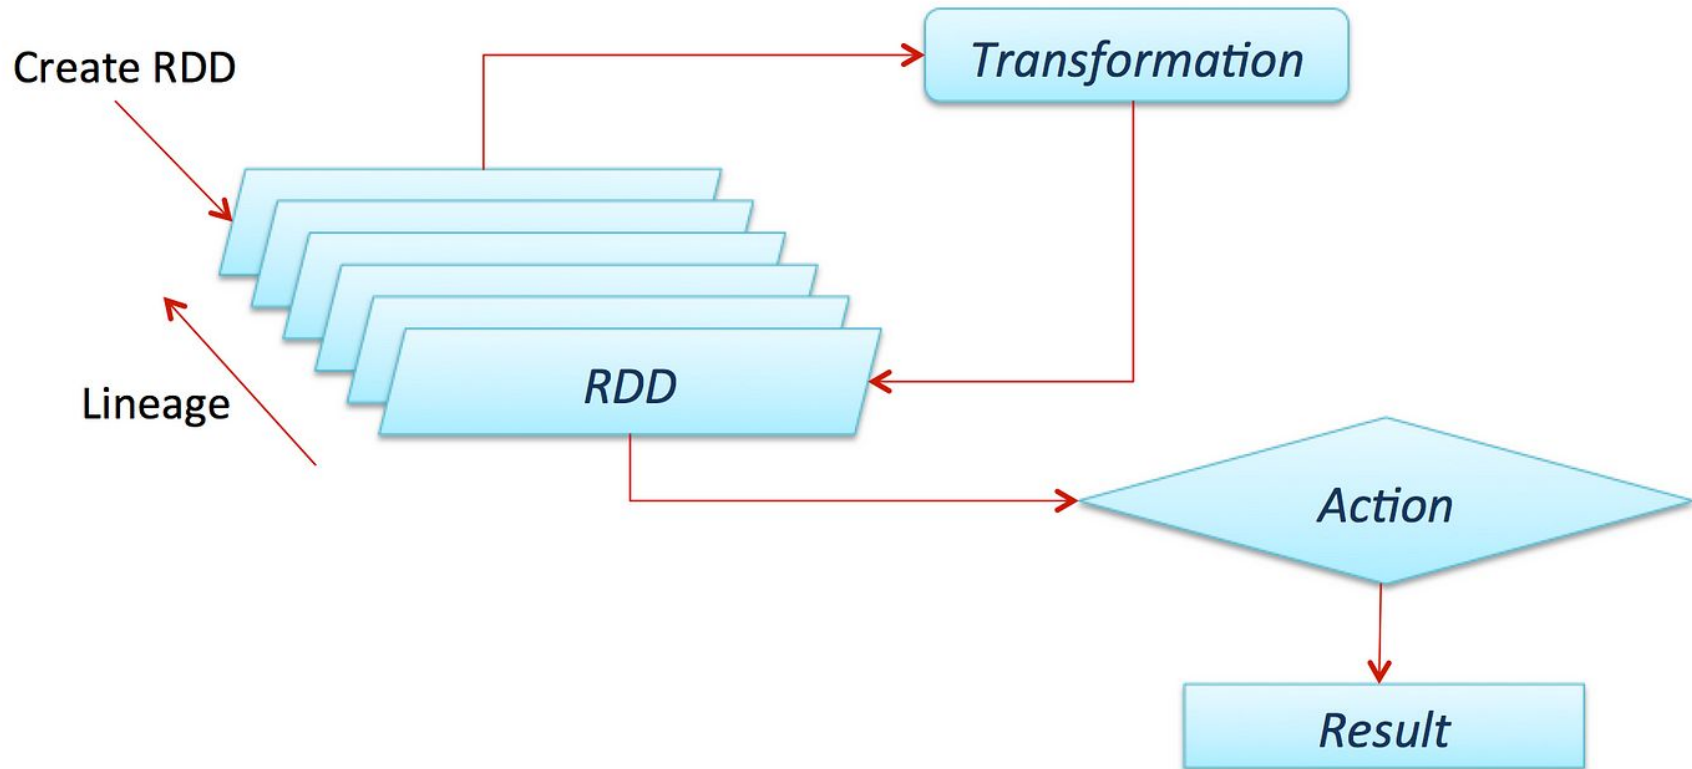 Create RDD
Transformation
RDD
Lineage
Action
Result